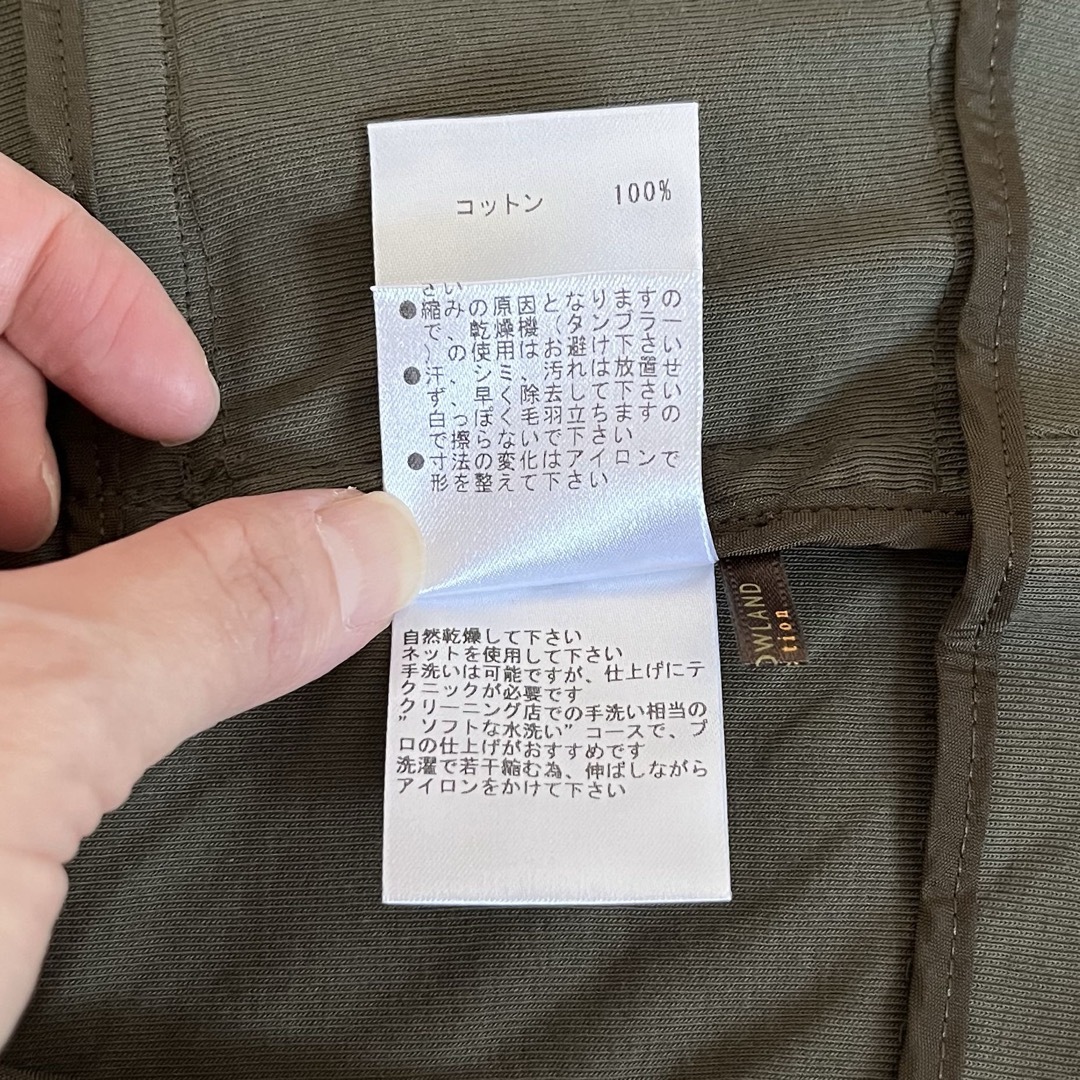 コットン 100%
さい
●縮みの原因となりますの
で、乾燥機（タンブラー
）の使用はお避け下さい
●汗、シミ、汚れは放置せ
ず、早く除去して下さい
白っぽく毛羽立ちますの
で擦らないで下さい
●寸法の変化はアイロンで
形を整えて下さい
自然乾燥して下さい
ネットを使用して下さい
手洗いは可能ですが、仕上げにテ
クニックが必要です
クリーニング店での手洗い相当の
"ソフトな水洗い"コースで、プ
ロの仕上げがおすすめです
洗濯で若干縮む為、伸ばしながら
アイロンをかけて下さい
OWLAND
tion